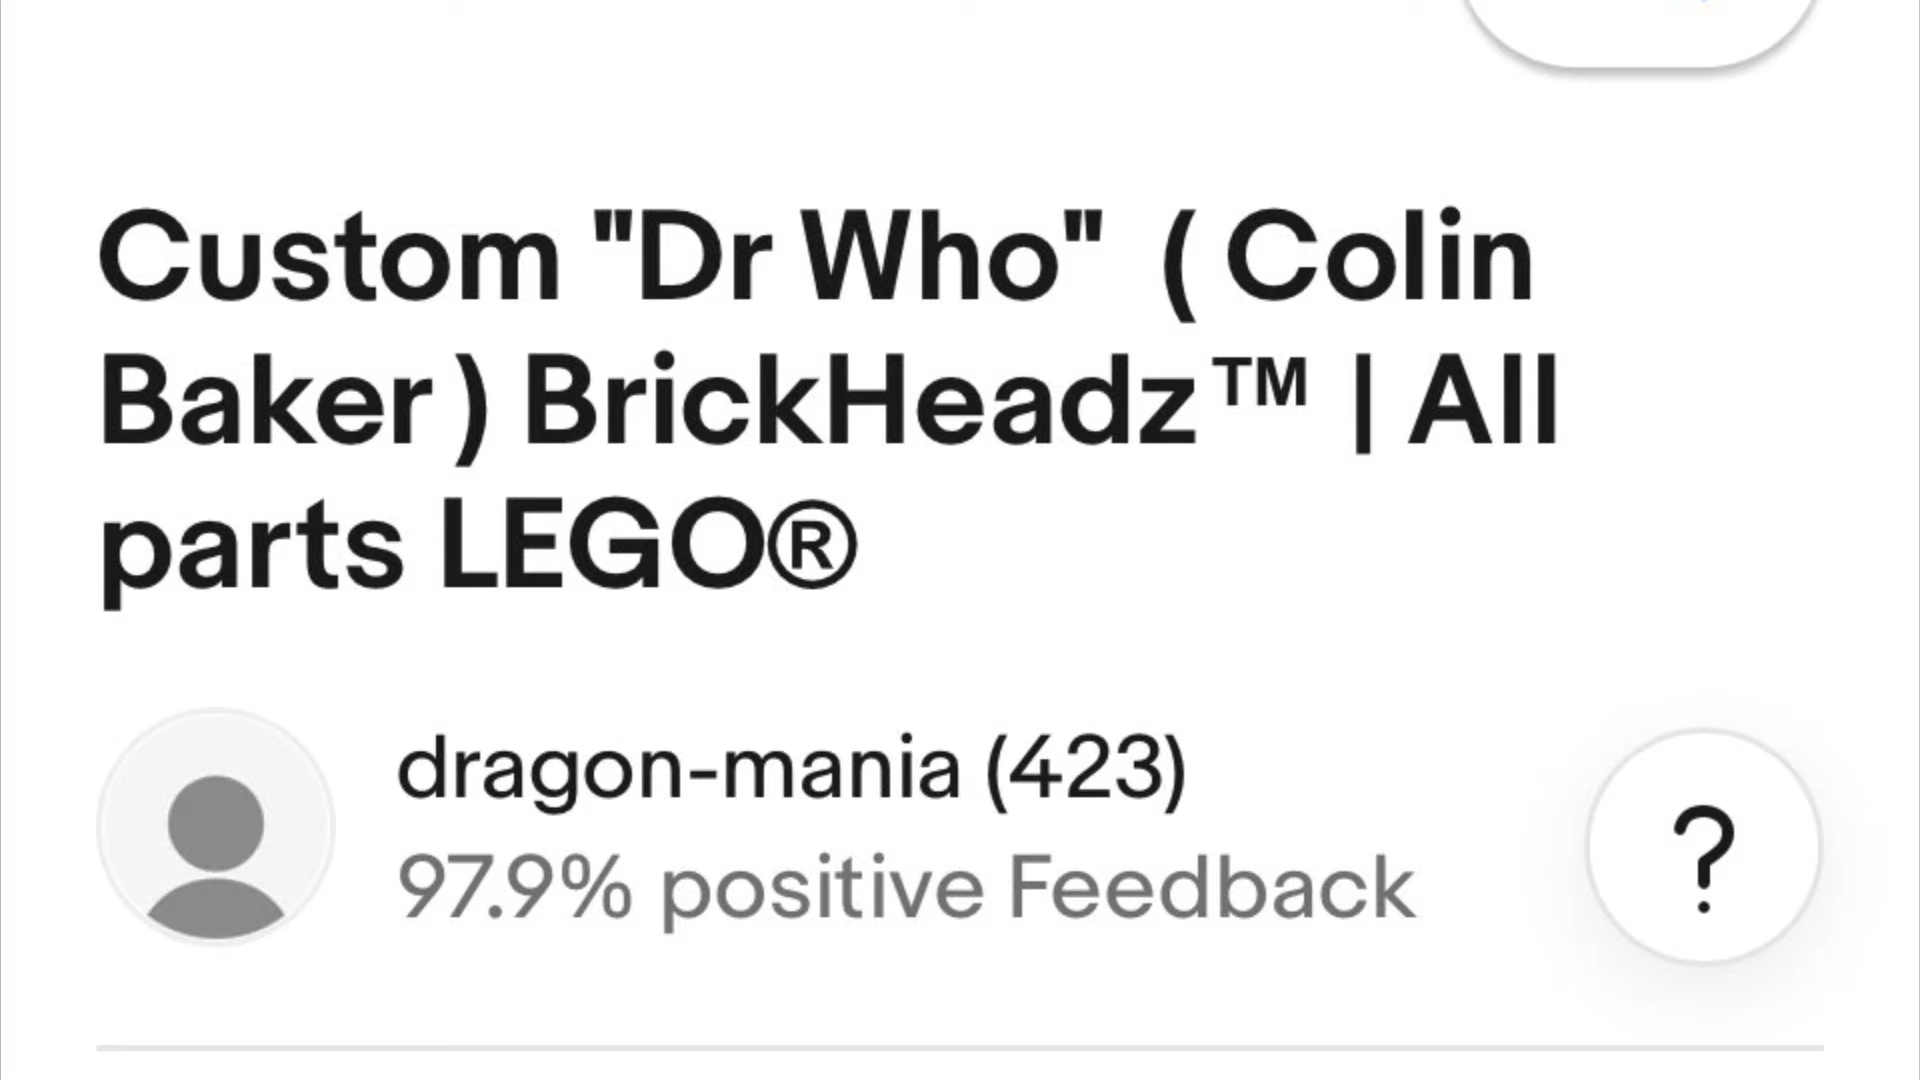 Custom "Dr Who" ( Colin
Baker ) BrickHeadz™ | All
parts LEGO®
dragon-mania (423)
97.9% positive Feedback
?